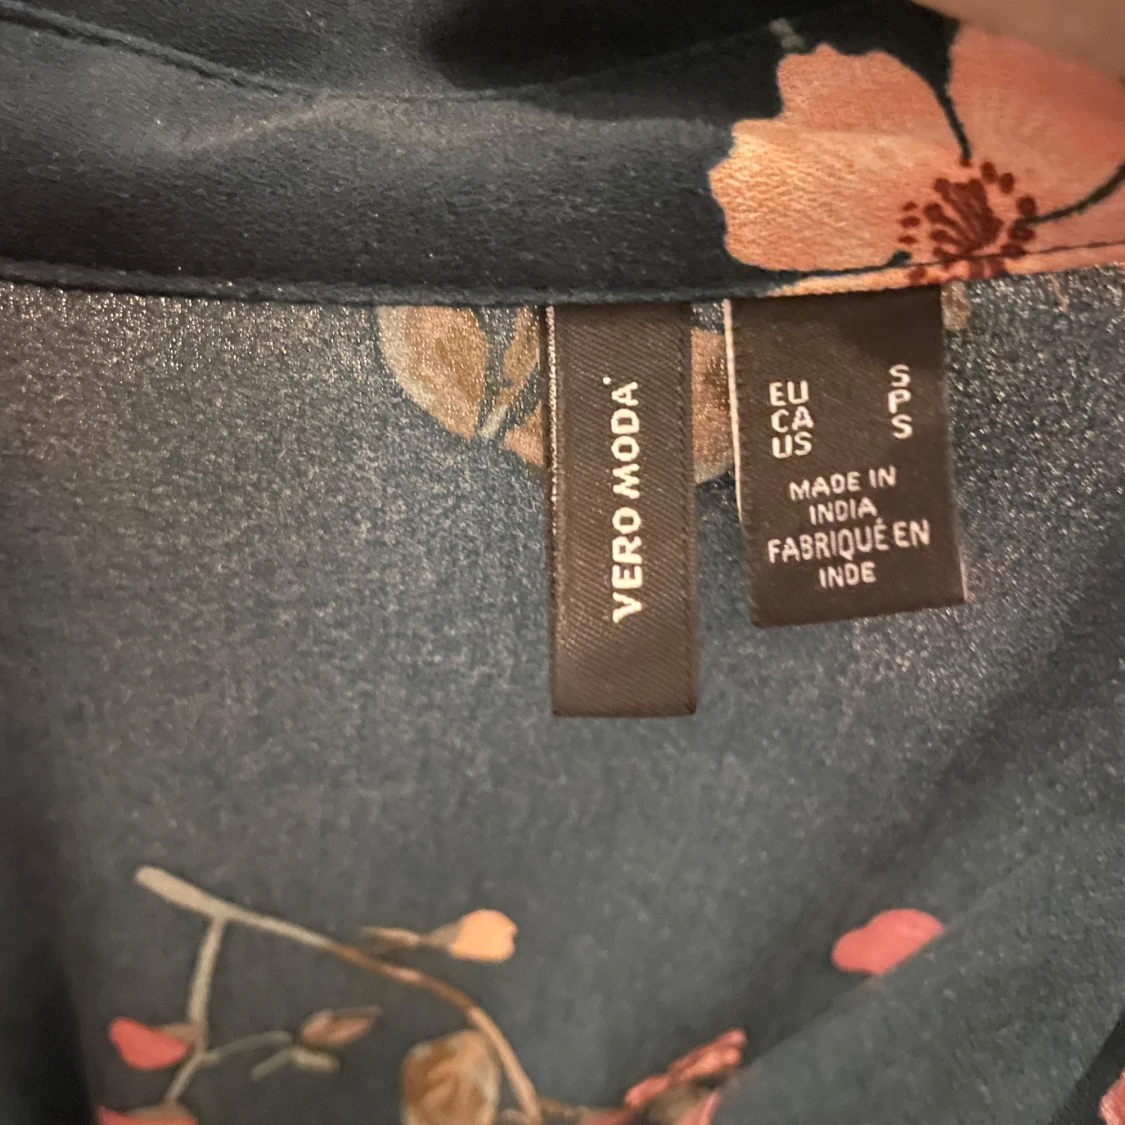 VERO MODA
EU S
CA P
US S
MADE IN
INDIA
FABRIQUÉ EN
INDE